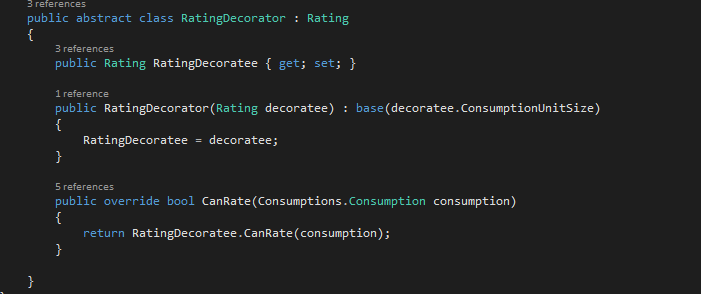 3 references
public abstract class RatingDecorator : Rating
{
3 references
public Rating RatingDecoratee { get; set; }
1 reference
public RatingDecorator(Rating decoratee) : base(decoratee.ConsumptionUnitSize)
{
RatingDecoratee = decoratee;
}
5 references
public override bool CanRate(Consumptions.Consumption consumption)
{
return RatingDecoratee.CanRate(consumption);
}
}